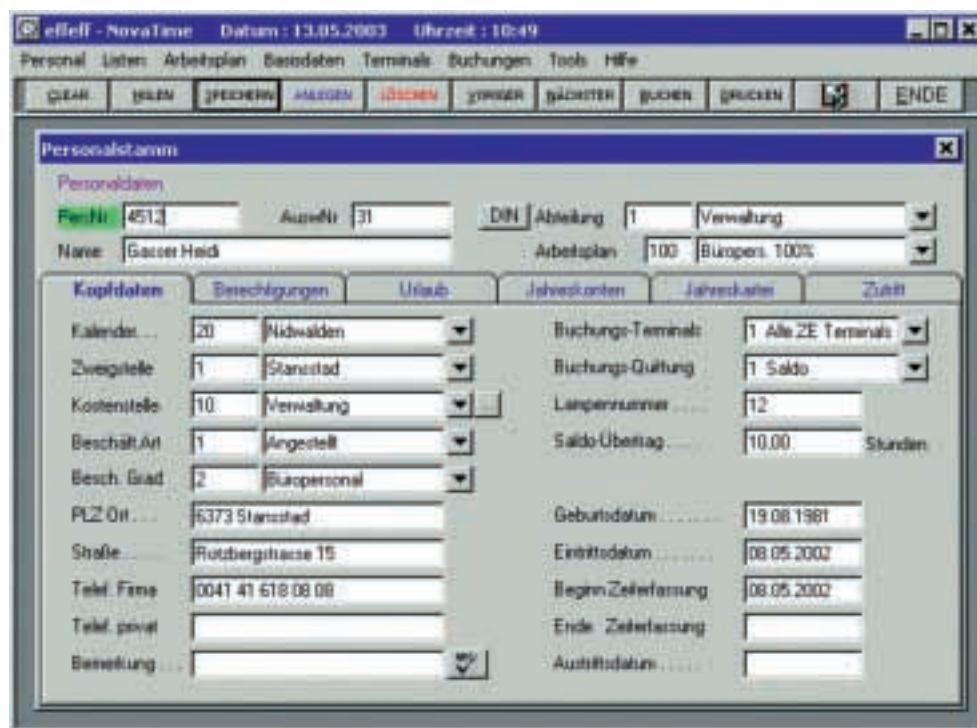 effeff - NovaTime Datum : 13.05.2003 Uhrzeit : 10:49
Personal Listen Arbeitsplan Basisdaten Terminals Buchungen Tools Hilfe
CLEAR HOLEN SPEICHERN ANLEGEN LÖSCHEN VORIGER NÄCHSTER BUCHEN DRUCKEN ENDE
Personalstamm
Personaldaten
Pers.Nr. 4512 AusweNr 31 DIN Abteilung 1 Verwaltung
Name Gasser Heidi Arbeitsplan 100 Büropers. 100%
Kopfdaten Berechtigungen Urlaub Jahreskonten Jahreskartei Zutritt
Kalender.... 20 Nidwalden Buchungs-Terminals 1 Alle ZE Terminals
Zweigstelle 1 Stansstad Buchungs-Quittung 1 Saldo
Kostenstelle 10 Verwaltung Lampennummer ..... 12
Beschäft.Art 1 Angestellt Saldo-Übertrag ..... 10.00 Stunden
Besch. Grad 2 Büropersonal
PLZ Ort .... 6373 Stansstad Geburtsdatum ........ 19.08.1981
Straße ..... Rotzbergstrasse 15 Eintrittsdatum ....... 08.05.2002
Telef. Firma 0041 41 618 08 08 Beginn Zeiterfassung 08.05.2002
Telef. privat Ende Zeiterfassung
Bemerkung ... Austrittsdatum ......